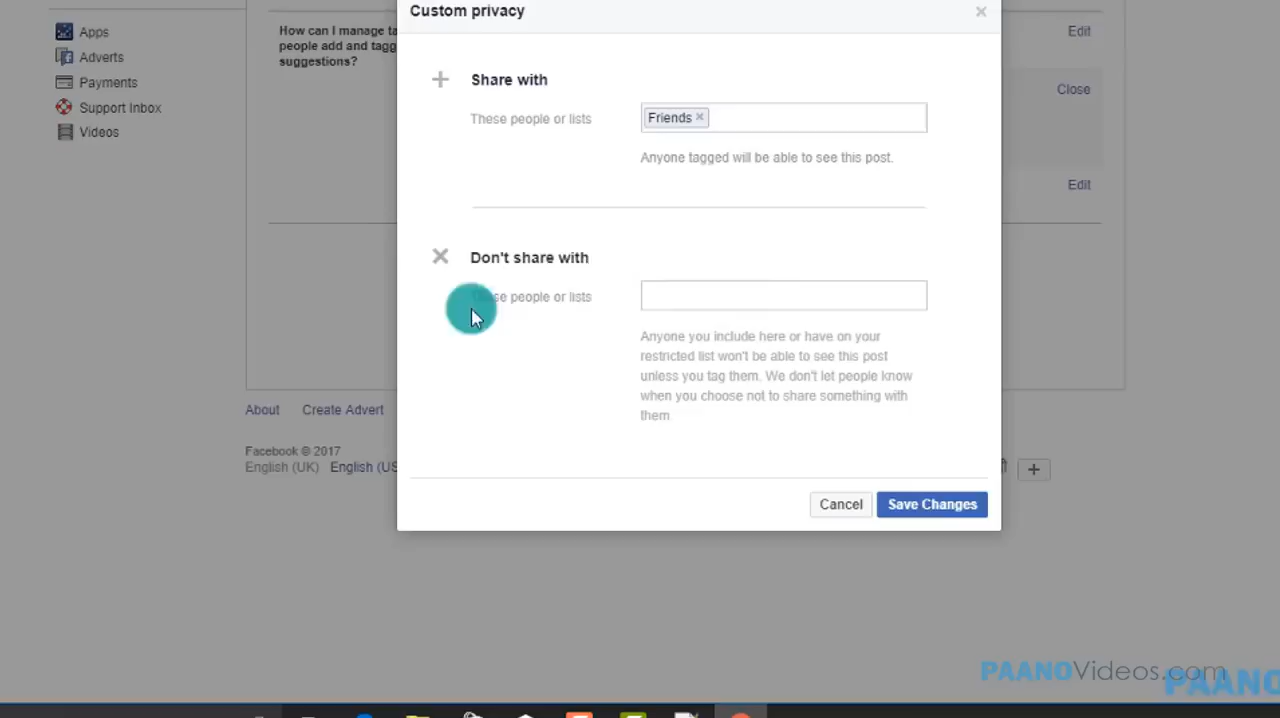 Custom privacy
Apps
Adverts
Payments
Support Inbox
Videos
How can I manage ta
people add and tagg
suggestions?
Edit
Close
Edit
Share with
These people or lists
Friends
Anyone tagged will be able to see this post.
Don't share with
people or lists
Anyone you include here or have on your
restricted list won't be able to see this post
unless you tag them. We don't let people know
when you choose not to share something with
them
About Create Advert
Facebook © 2017
English (UK) English (US
Cancel Save Changes
PAANOVideos.com
PAANO